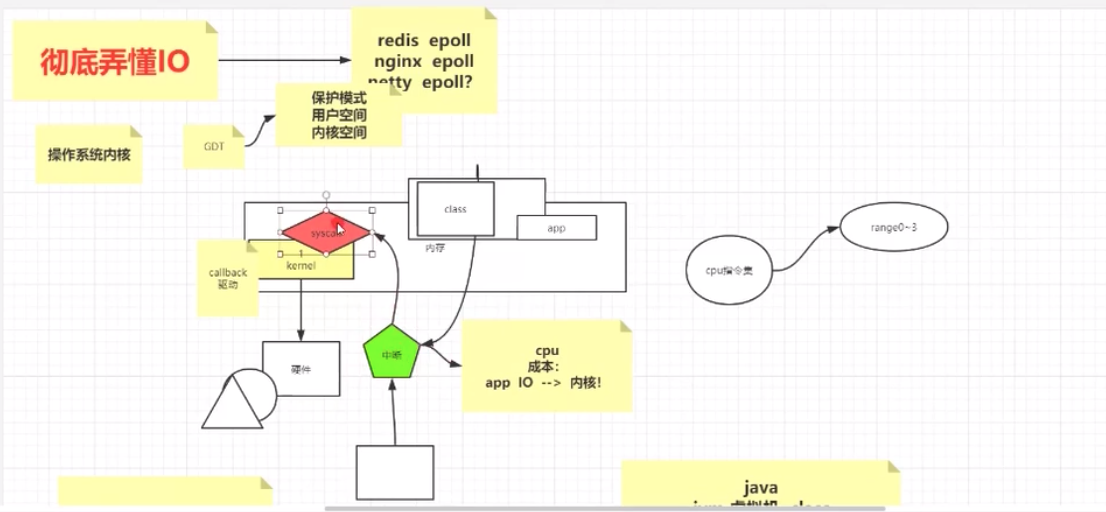 彻底弄懂IO
redis epoll
nginx epoll
netty epoll?
保护模式
用户空间
内核空间
操作系统内核
GDT
class
app
内存
range0~3
cpu指令集
kernel
callback
驱动
中断
硬件
cpu
成本:
app IO --> 内核!
java